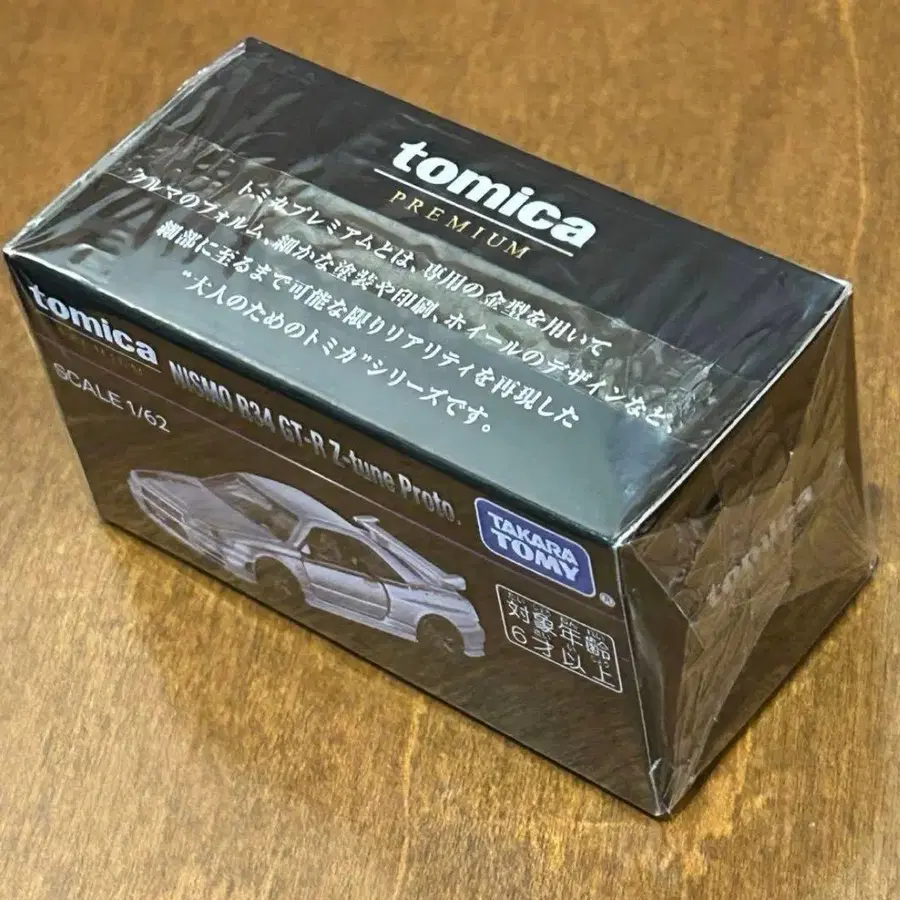 tomica
PREMIUM
トミカプレミアムとは、専用の金型を用いて
クルマのフォルム、細かな塗装や印刷、ホイールのデザインなど、
細部に至るまで可能な限りリアリティを再現した
“大人のためのトミカ”シリーズです。
tomica
PREMIUM
SCALE 1/62
NISMO R34 GT-R Z-tune Proto.
TAKARA
TOMY
対象年齢
6才以上
tomica